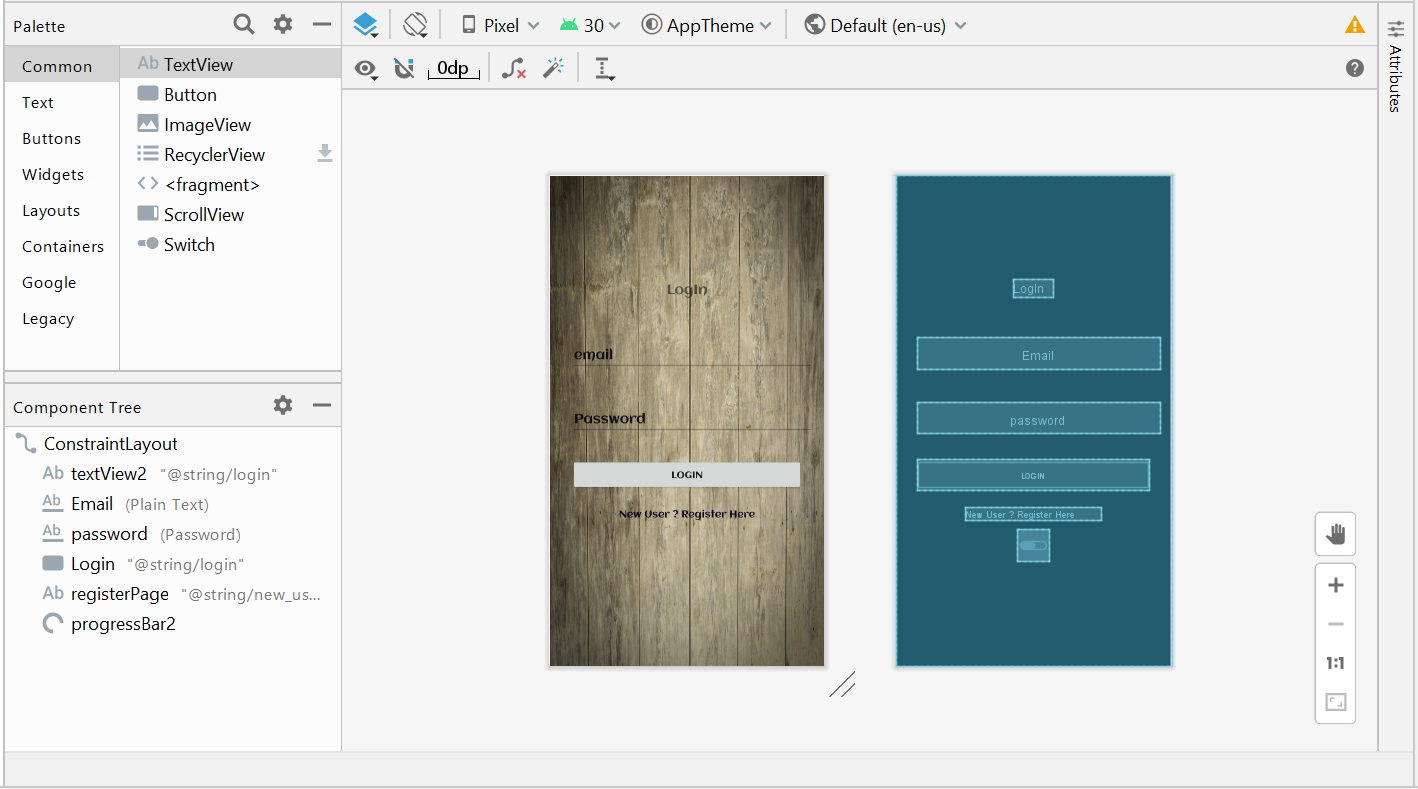 Palette
Pixel
30
AppTheme
Default (en-us)
0dp
Attributes
Common
Text
Buttons
Widgets
Layouts
Containers
Google
Legacy
Ab TextView
Button
ImageView
RecyclerView
<fragment>
ScrollView
Switch
Component Tree
ConstraintLayout
Ab textView2 "@string/login"
Ab Email (Plain Text)
Ab password (Password)
Login "@string/login"
Ab registerPage "@string/new_us...
progressBar2
LogIn
email
Password
LOGIN
New User ? Register Here
LogIn
Email
password
LOGIN
New User ? Register Here
1:1